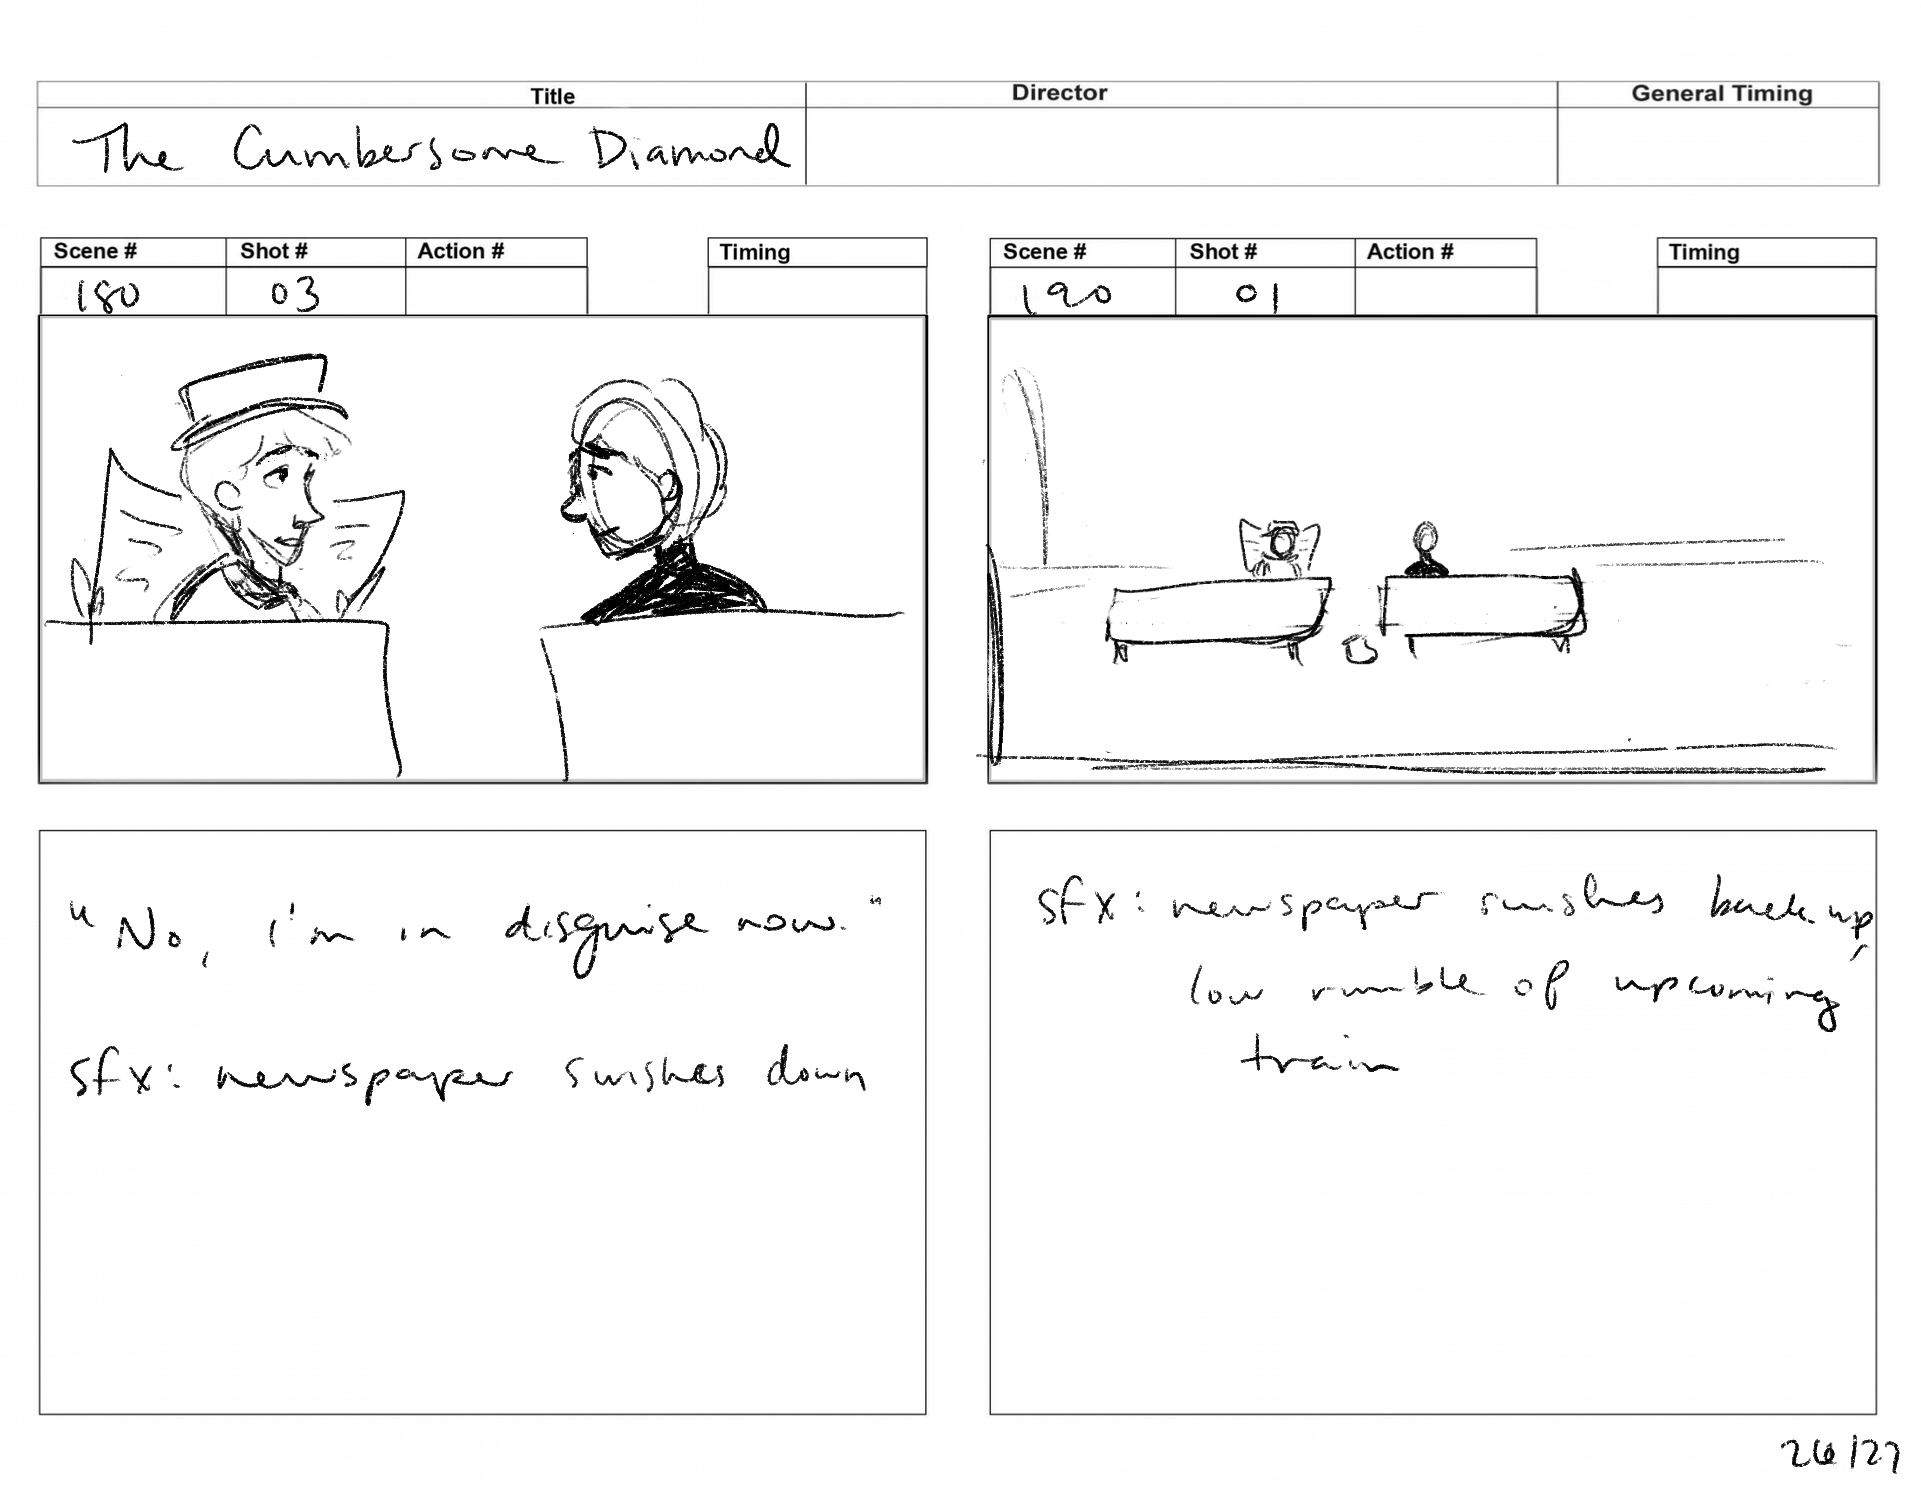 Title
Director
General Timing
The Cumbersome Diamond
Scene #
Shot #
Action #
Timing
180
03
Scene #
Shot #
Action #
Timing
190
01
"No, i'm in disguise now."
sfx: newspaper swishes down
sfx: newspaper swishes back up,
low rumble of upcoming
train
26/27